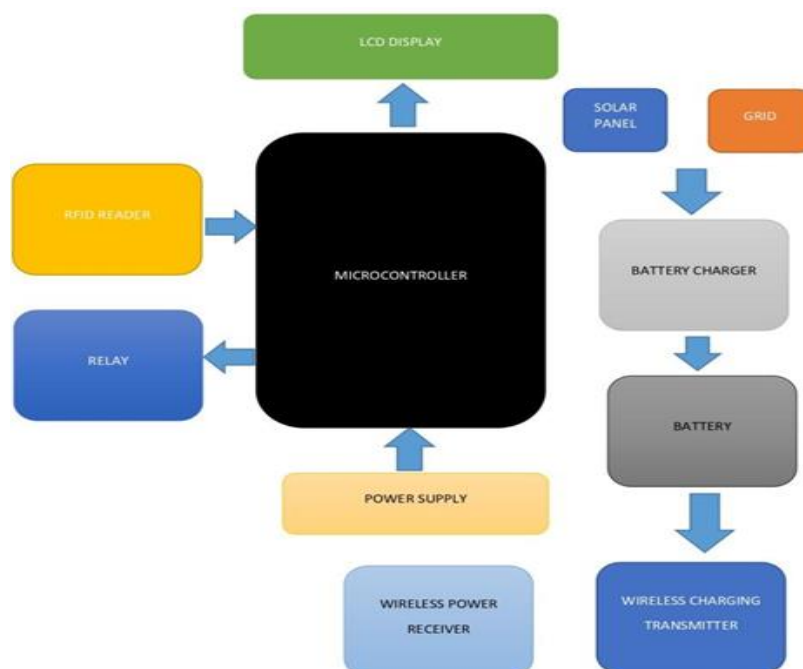 LCD DISPLAY
SOLAR
PANEL
GRID
RFID READER
MICROCONTROLLER
BATTERY CHARGER
RELAY
BATTERY
POWER SUPPLY
WIRELESS POWER
RECEIVER
WIRELESS CHARGING
TRANSMITTER